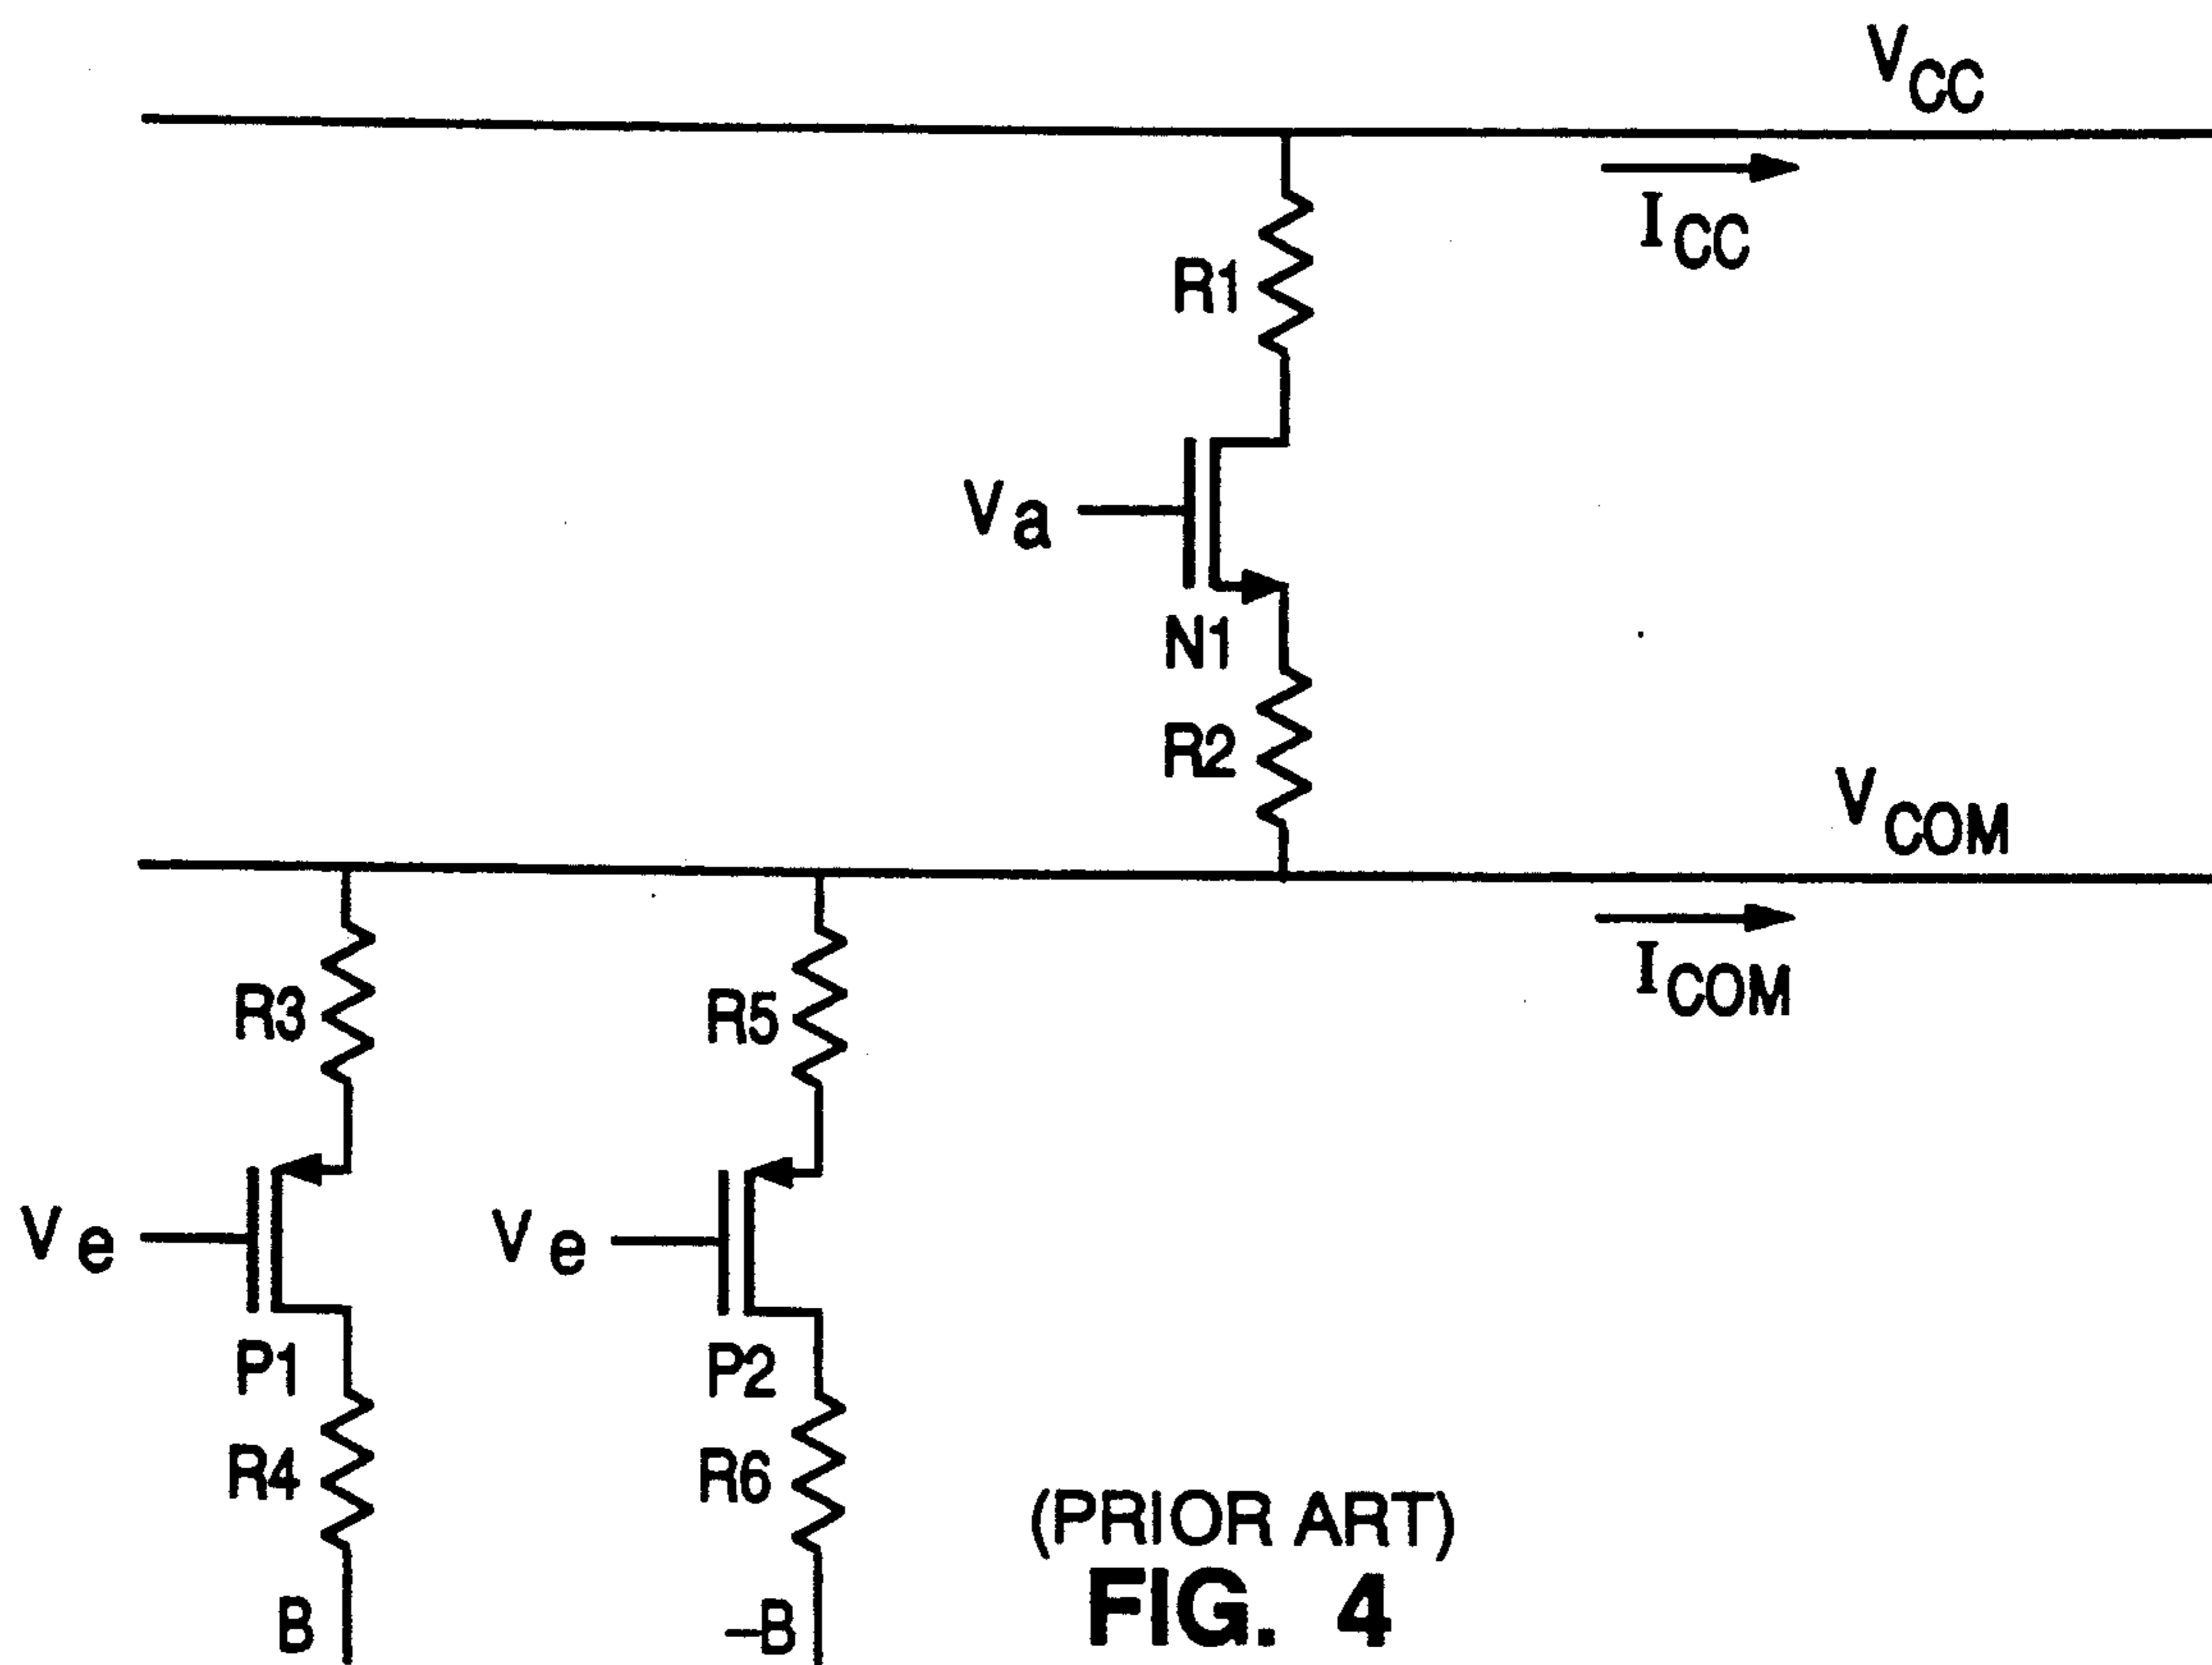 VCC
ICC
R1
Va
N1
R2
VCOM
ICOM
R3
R5
Ve
Ve
P1
P2
R4
R6
B
–B
(PRIOR ART)
FIG. 4